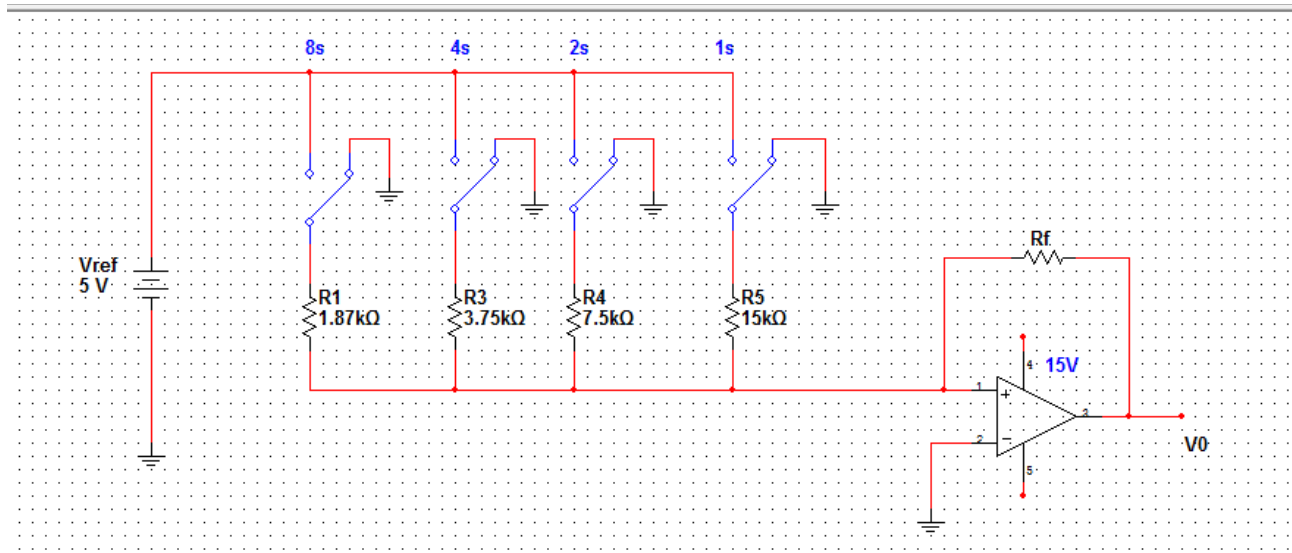 8s
4s
2s
1s
Vref
5 V
R1
1.87kΩ
R3
3.75kΩ
R4
7.5kΩ
R5
15kΩ
Rf
4
15V
1
+
3
2
−
5
V0